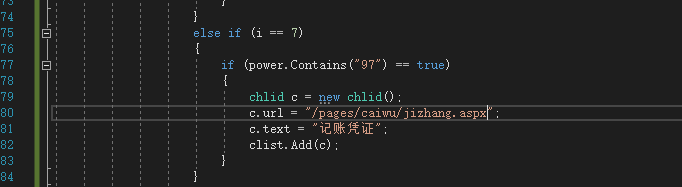 73 }
74 }
75 else if (i == 7)
76 {
77 if (power.Contains("97") == true)
78 {
79 chlid c = new chlid();
80 c.url = "/pages/caiwu/jizhang.aspx";
81 c.text = "记账凭证";
82 clist.Add(c);
83 }
84 }